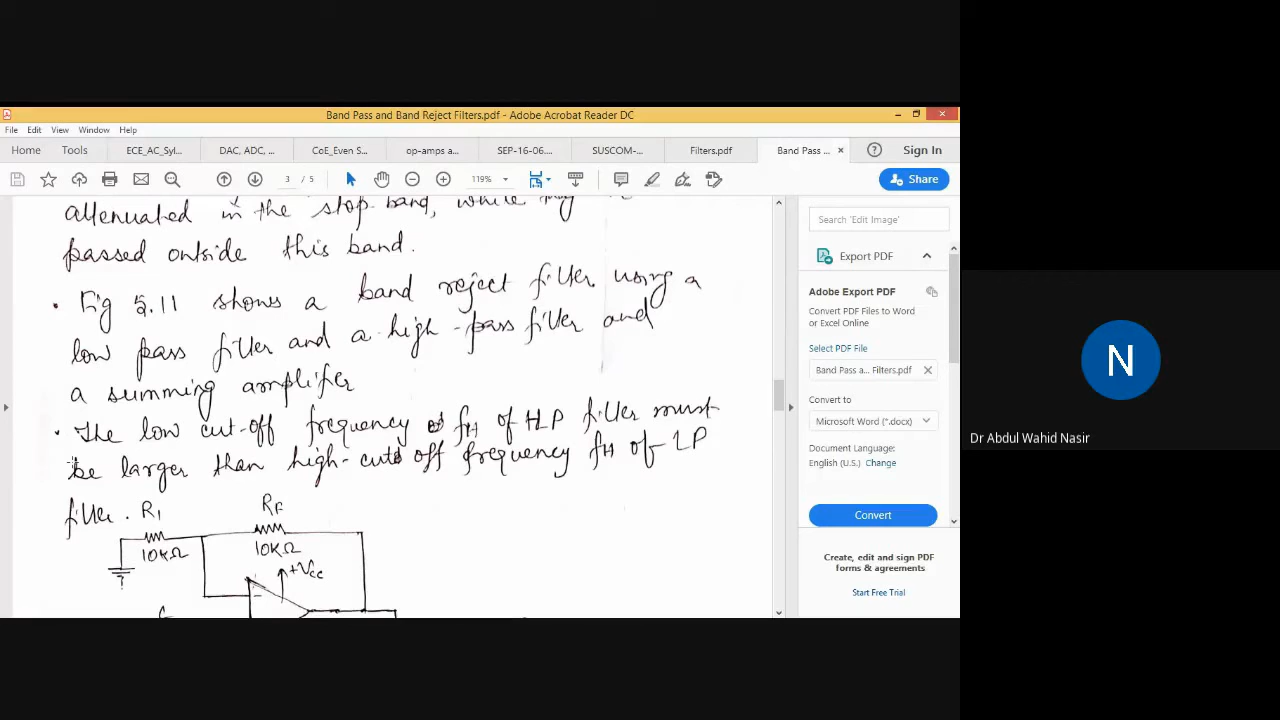 Band Pass and Band Reject Filters.pdf - Adobe Acrobat Reader DC
File Edit View Window Help
Home Tools ECE_AC_Syl... DAC, ADC, ... CoE_Even S... op-amps a... SEP-16-06... SUSCOM-... Filters.pdf Band Pass ... × Sign In
3 / 5 119% Share
attenuated in the stop-band, while they
passed outside this band.
• Fig 5.11 shows a band reject filter using a
low pass filter and a high-pass filter and
a summing amplifer
• The low cut-off frequency fH of HP filter must
be larger than high-cut off frequency fH of LP
filter. R1 RF
10KΩ 10KΩ
+Vcc
-
Search 'Edit Image'
Export PDF
Adobe Export PDF
Convert PDF Files to Word
or Excel Online
Select PDF File
Band Pass a... Filters.pdf ×
Convert to
Microsoft Word (*.docx)
Document Language:
English (U.S.) Change
Convert
Create, edit and sign PDF
forms & agreements
Start Free Trial
N
Dr Abdul Wahid Nasir